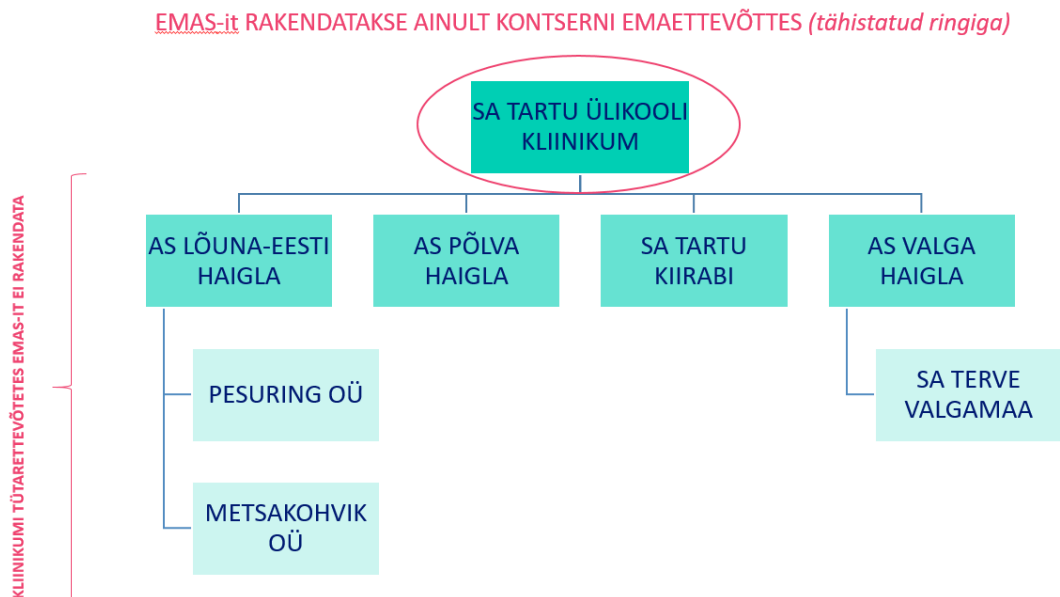 EMAS-it RAKENDATAKSE AINULT KONTSERNI EMAETTEVÕTTES (tähistatud ringiga)
SA TARTU ÜLIKOOLI
KLIINIKUM
KLIINIKUMI TÜTARETTEVÕTETES EMAS-IT EI RAKENDATA
AS LÕUNA-EESTI
HAIGLA
AS PÕLVA
HAIGLA
SA TARTU
KIIRABI
AS VALGA
HAIGLA
PESURING OÜ
SA TERVE
VALGAMAA
METSAKOHVIK
OÜ